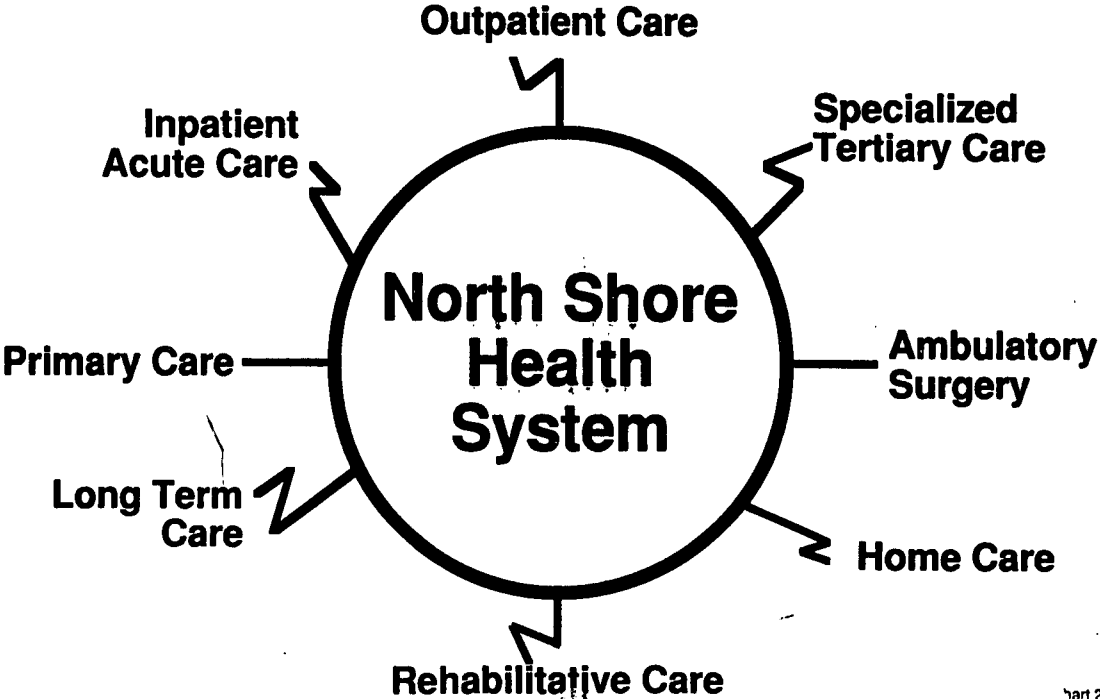 Outpatient Care
Inpatient
Acute Care
Specialized
Tertiary Care
North Shore
Health
System
Primary Care
Ambulatory
Surgery
Long Term
Care
Home Care
Rehabilitative Care